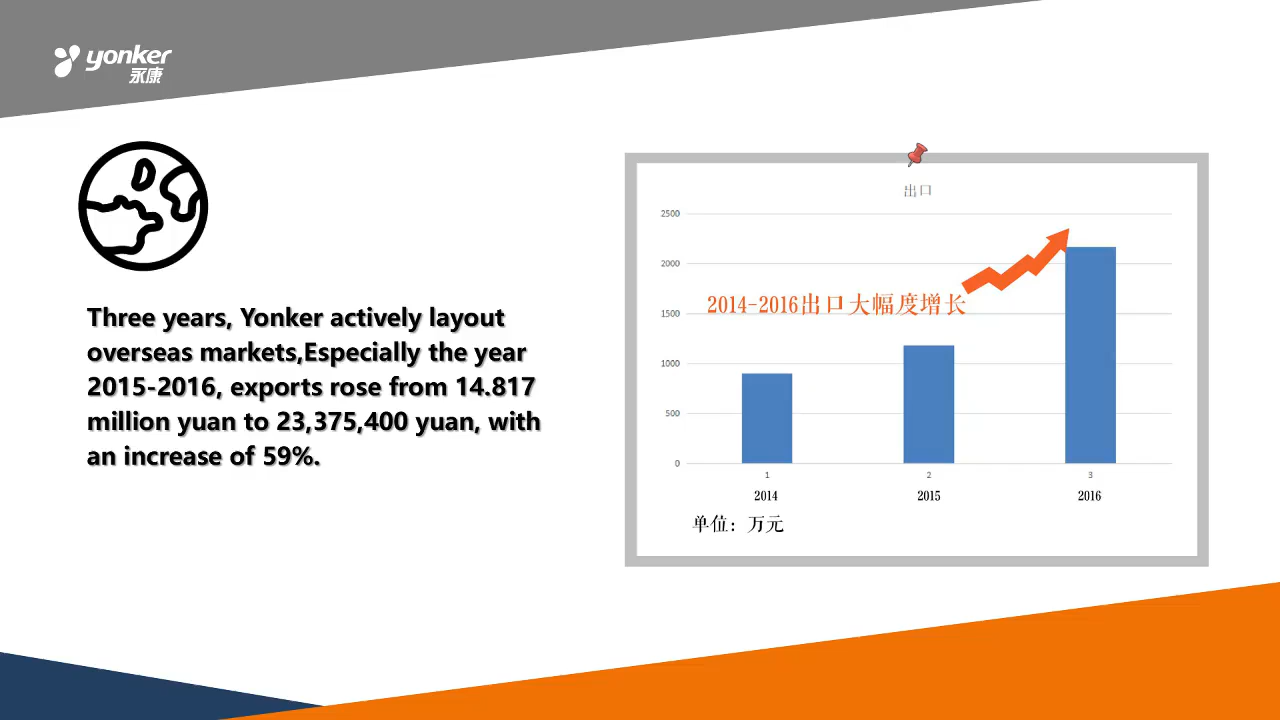 yonker
永康
Three years, Yonker actively layout
overseas markets,Especially the year
2015-2016, exports rose from 14.817
million yuan to 23,375,400 yuan, with
an increase of 59%.
出口
2500
2000
1500
1000
500
0
2014-2016出口大幅度增长
1
2
3
2014
2015
2016
单位：万元